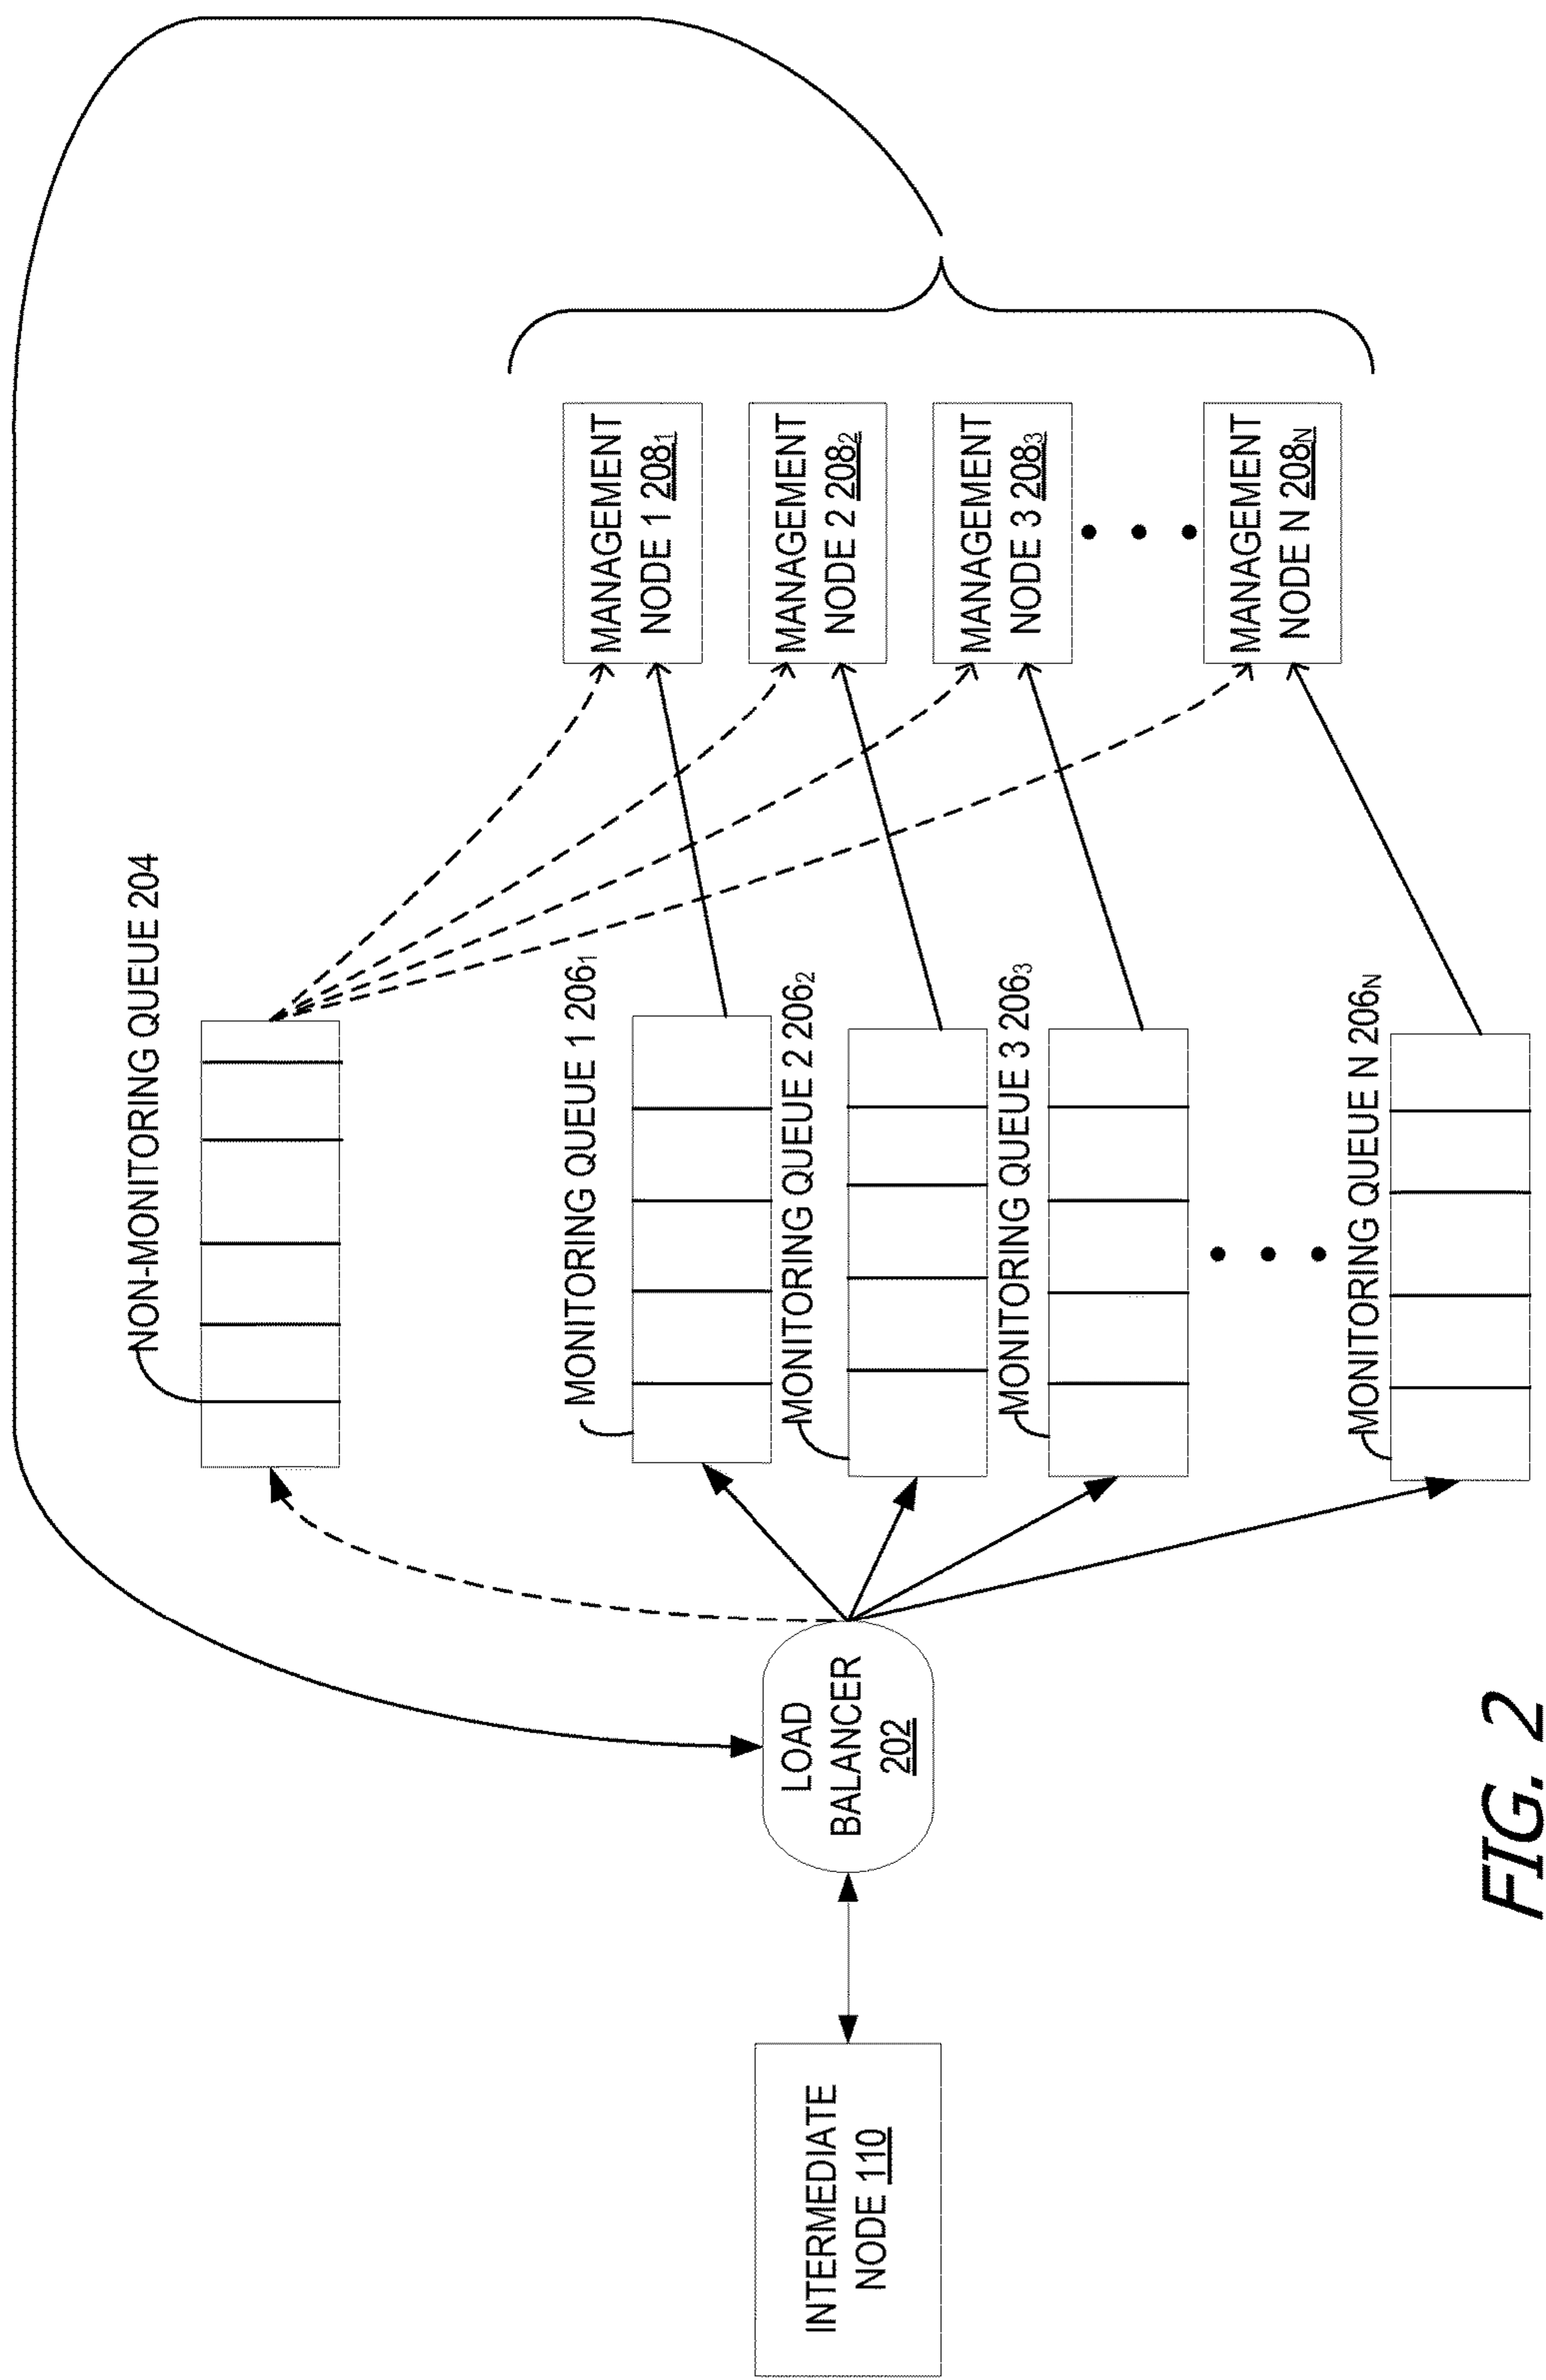 NON-MONITORING QUEUE 204
MONITORING QUEUE 1 206₁
MONITORING QUEUE 2 206₂
MONITORING QUEUE 3 206₃
MONITORING QUEUE N 206N
MANAGEMENT
NODE 1 208₁
MANAGEMENT
NODE 2 208₂
MANAGEMENT
NODE 3 208₃
MANAGEMENT
NODE N 208N
LOAD
BALANCER
202
INTERMEDIATE
NODE 110
FIG. 2